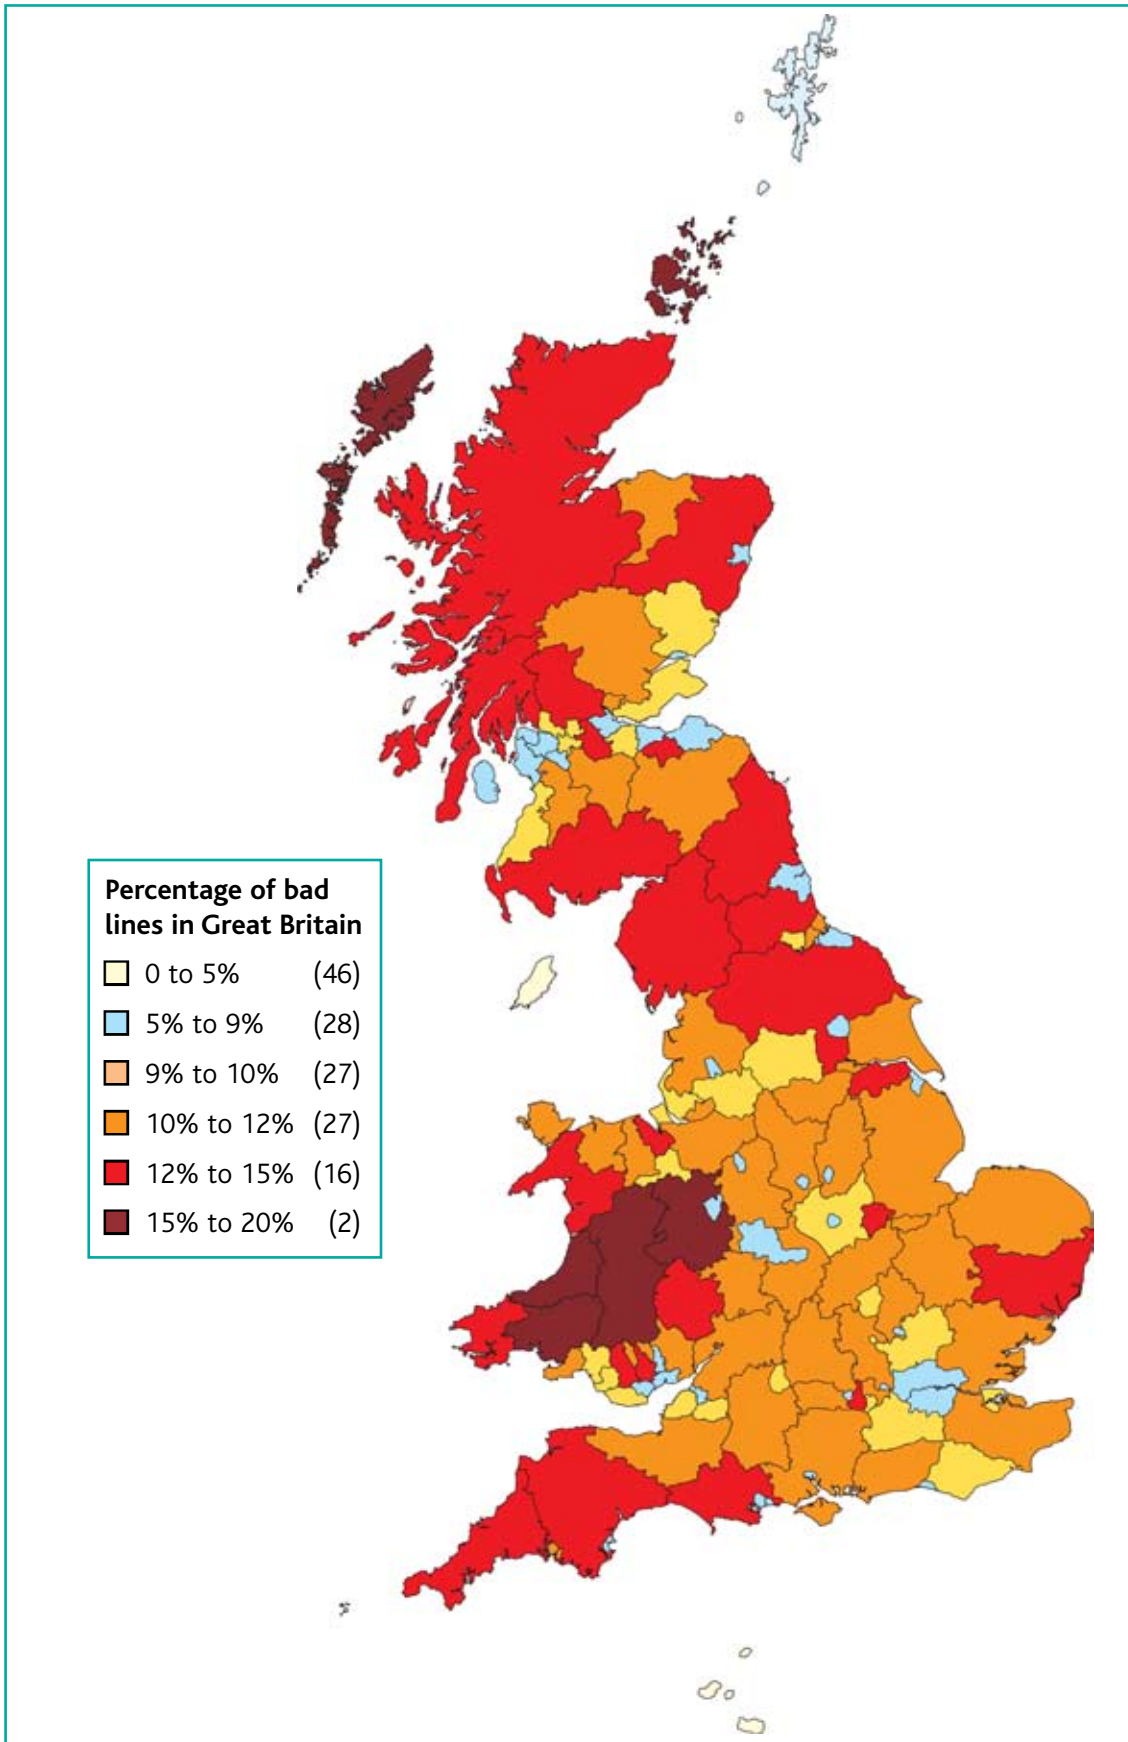 Percentage of bad
lines in Great Britain
0 to 5% (46)
5% to 9% (28)
9% to 10% (27)
10% to 12% (27)
12% to 15% (16)
15% to 20% (2)